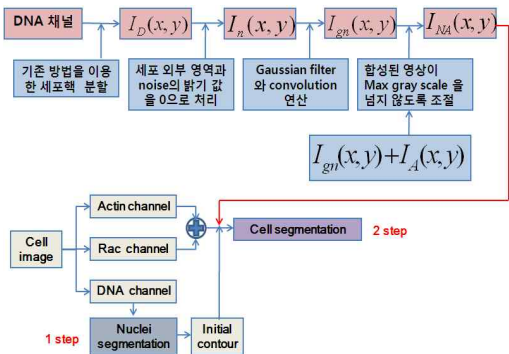 DNA 채널
I_D(x, y)
I_n(x, y)
I_gn(x, y)
I_NA(x, y)
기존 방법을 이용
한 세포핵 분할
세포 외부 영역과
noise의 밝기 값
을 0으로 처리
Gaussian filter
와 convolution
연산
합성된 영상이
Max gray scale 을
넘지 않도록 조절
I_gn(x, y)+I_A(x, y)
Actin channel
Cell
image
Rac channel
Cell segmentation
2 step
DNA channel
1 step
Nuclei
segmentation
Initial
contour